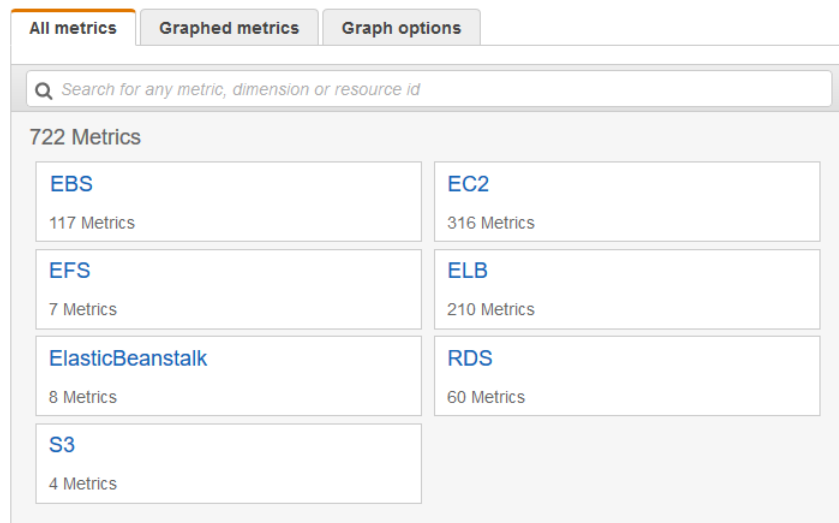 All metrics Graphed metrics Graph options
Search for any metric, dimension or resource id
722 Metrics
EBS
117 Metrics
EC2
316 Metrics
EFS
7 Metrics
ELB
210 Metrics
ElasticBeanstalk
8 Metrics
RDS
60 Metrics
S3
4 Metrics